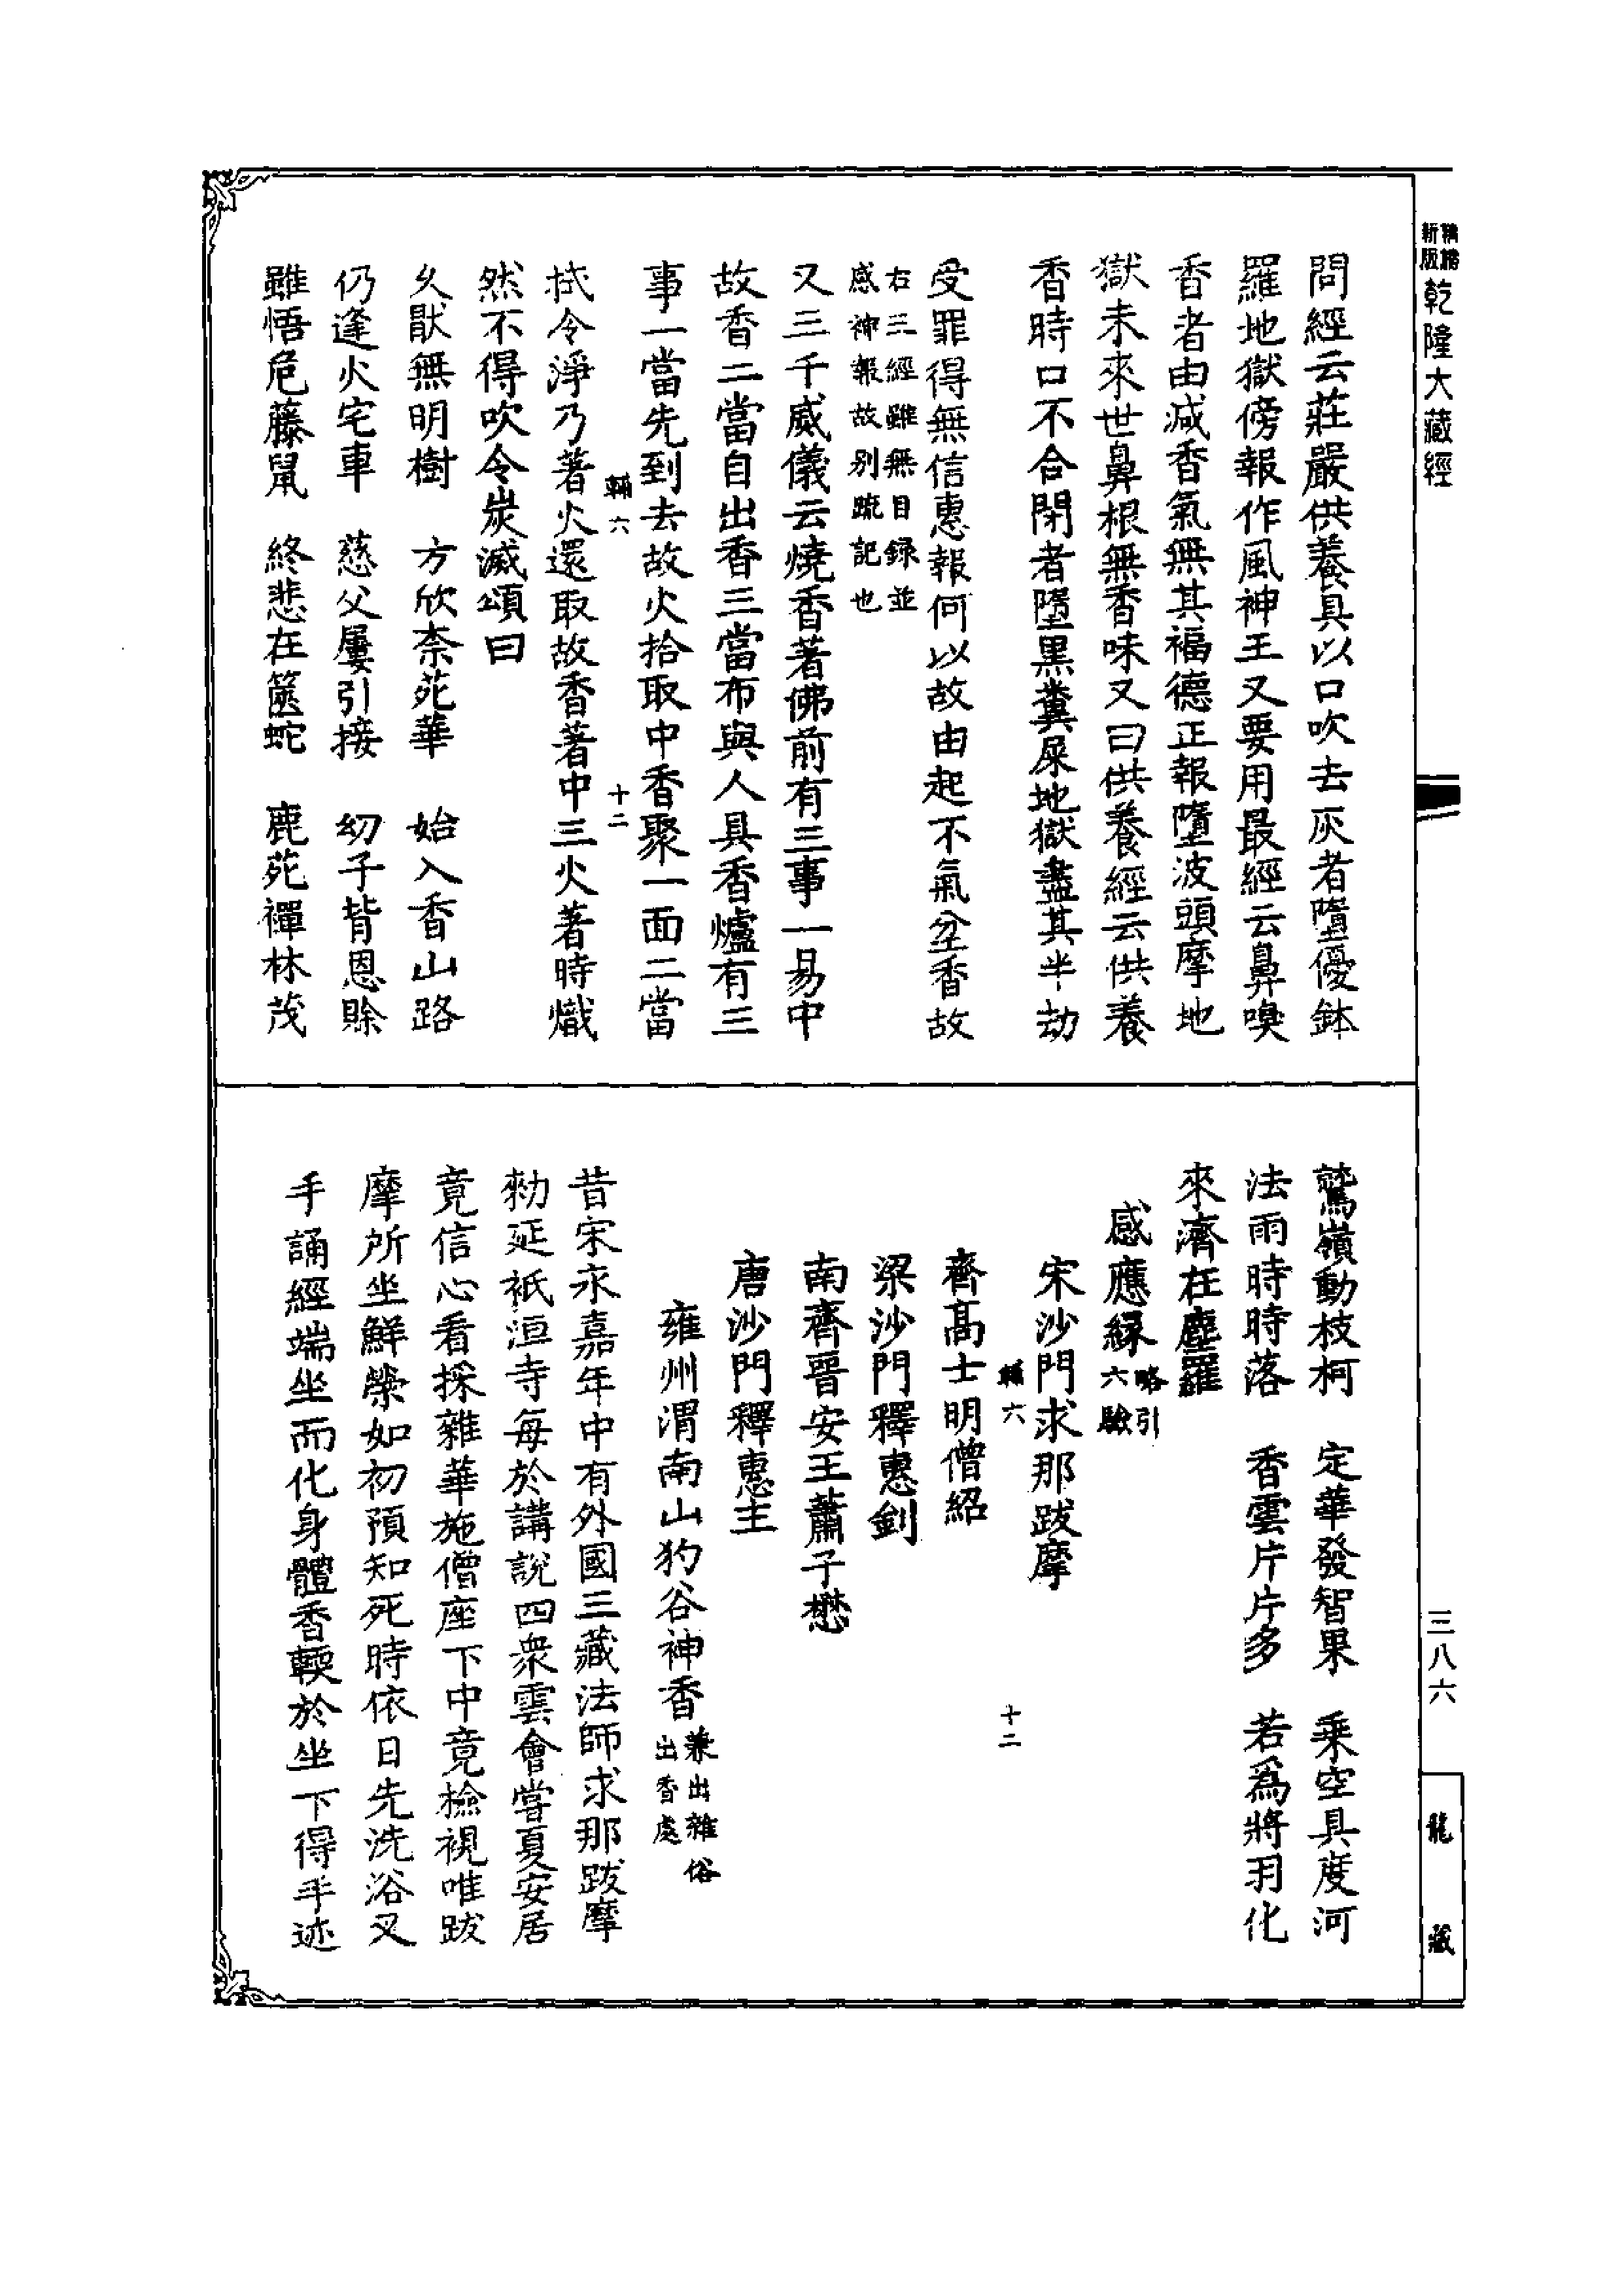 乾隆大藏經
三八六
龍藏
問經云莊嚴供養具以口吹去灰者墮優鉢
羅地獄傍報作風神王又要用最經云鼻嗅
香者由減香氣無其福德正報墮波頭摩地
獄未來世鼻根無香味又曰供養經云供養
香時口不合閉者墮黑糞屎地獄盡其半劫
受罪得無信惠報何以故由起不氣坌香故
右三經雖無目録並
感神報故别䟽記也
又三千威儀云燒香著佛前有三事一易中
故香二當自出香三當布與人具香爐有三
事一當先到去故火拾取中香聚一面二當
輔六 十二
拭令淨乃著火還取故香著中三火著時熾
然不得吹令炭滅頌曰
久厭無明樹 方欣柰苑華 始入香山路
仍逢火宅車 慈父屢引接 幼子背恩賒
雖悟危藤鼠 終悲在篋蛇 鹿苑禪林茂
鷲嶺動枝柯 定華發智果 乘空具度河
法雨時時落 香雲片片多 若爲將羽化
來濟在塵羅
感應緣略引六驗
宋沙門求那跋摩
輔六 十二
齊高士明僧紹
梁沙門釋惠釗
南齊晋安王蕭子懋
唐沙門釋惠主
雍州渭南山豹谷神香兼出雜俗出香處
昔宋永嘉年中有外國三藏法師求那跋摩
勑延祇洹寺每於講說四衆雲會嘗夏安居
竟信心看採雜華施僧座下中竟檢視唯跋
摩所坐鮮榮如初預知死時依日先洗浴又
手誦經端坐而化身體香輭於坐下得手迹